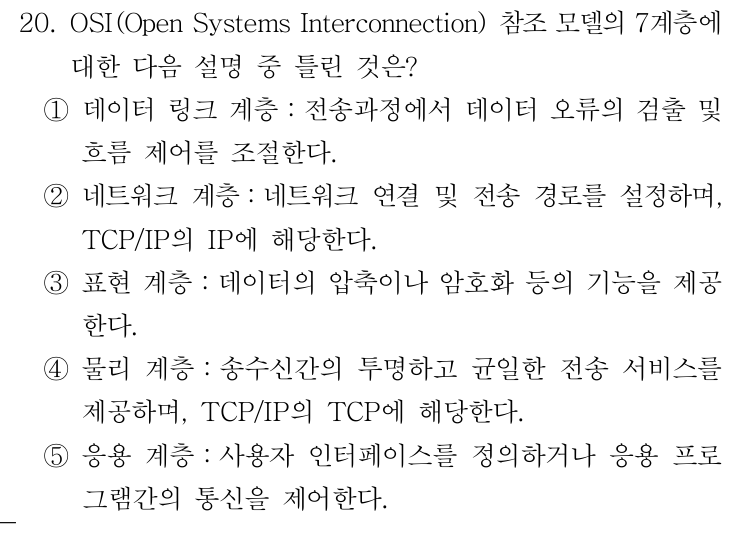 20. OSI(Open Systems Interconnection) 참조 모델의 7계층에
대한 다음 설명 중 틀린 것은?
① 데이터 링크 계층 : 전송과정에서 데이터 오류의 검출 및
흐름 제어를 조절한다.
② 네트워크 계층 : 네트워크 연결 및 전송 경로를 설정하며,
TCP/IP의 IP에 해당한다.
③ 표현 계층 : 데이터의 압축이나 암호화 등의 기능을 제공
한다.
④ 물리 계층 : 송수신간의 투명하고 균일한 전송 서비스를
제공하며, TCP/IP의 TCP에 해당한다.
⑤ 응용 계층 : 사용자 인터페이스를 정의하거나 응용 프로
그램간의 통신을 제어한다.